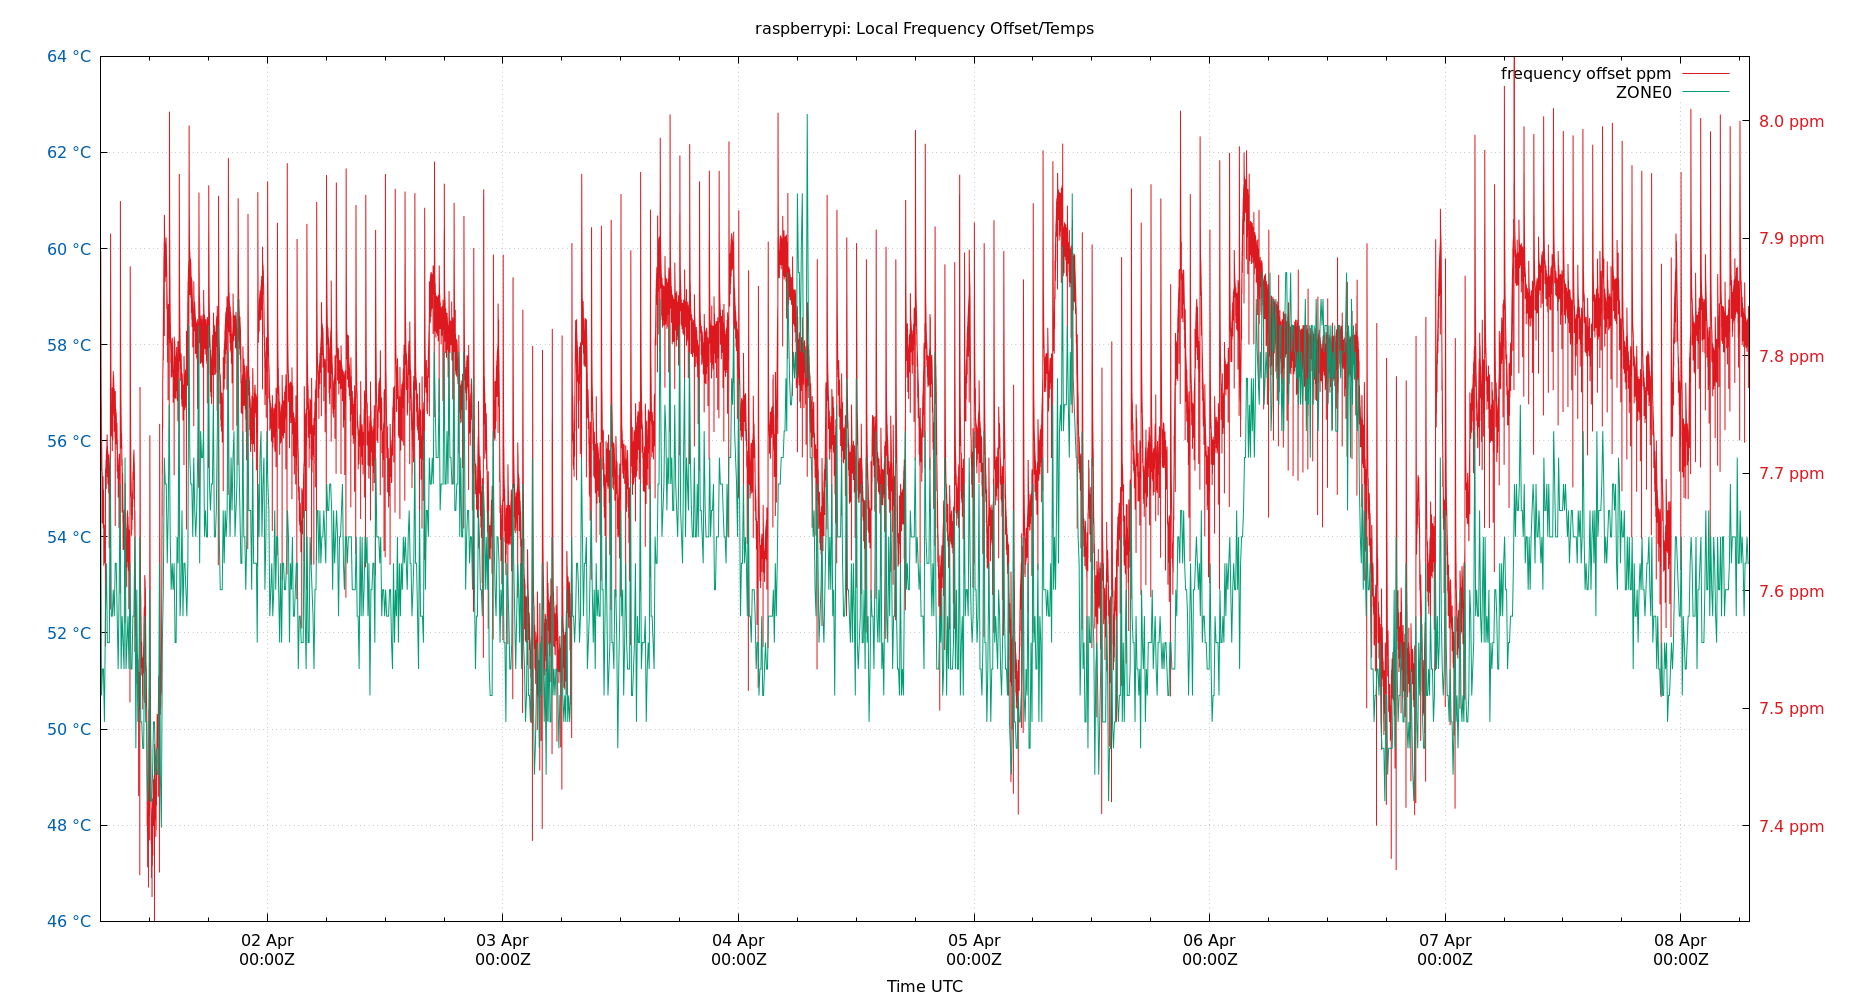 raspberrypi: Local Frequency Offset/Temps
64 °C
62 °C
60 °C
58 °C
56 °C
54 °C
52 °C
50 °C
48 °C
46 °C
frequency offset ppm
ZONE0
8.0 ppm
7.9 ppm
7.8 ppm
7.7 ppm
7.6 ppm
7.5 ppm
7.4 ppm
02 Apr
00:00Z
03 Apr
00:00Z
04 Apr
00:00Z
05 Apr
00:00Z
06 Apr
00:00Z
07 Apr
00:00Z
08 Apr
00:00Z
Time UTC